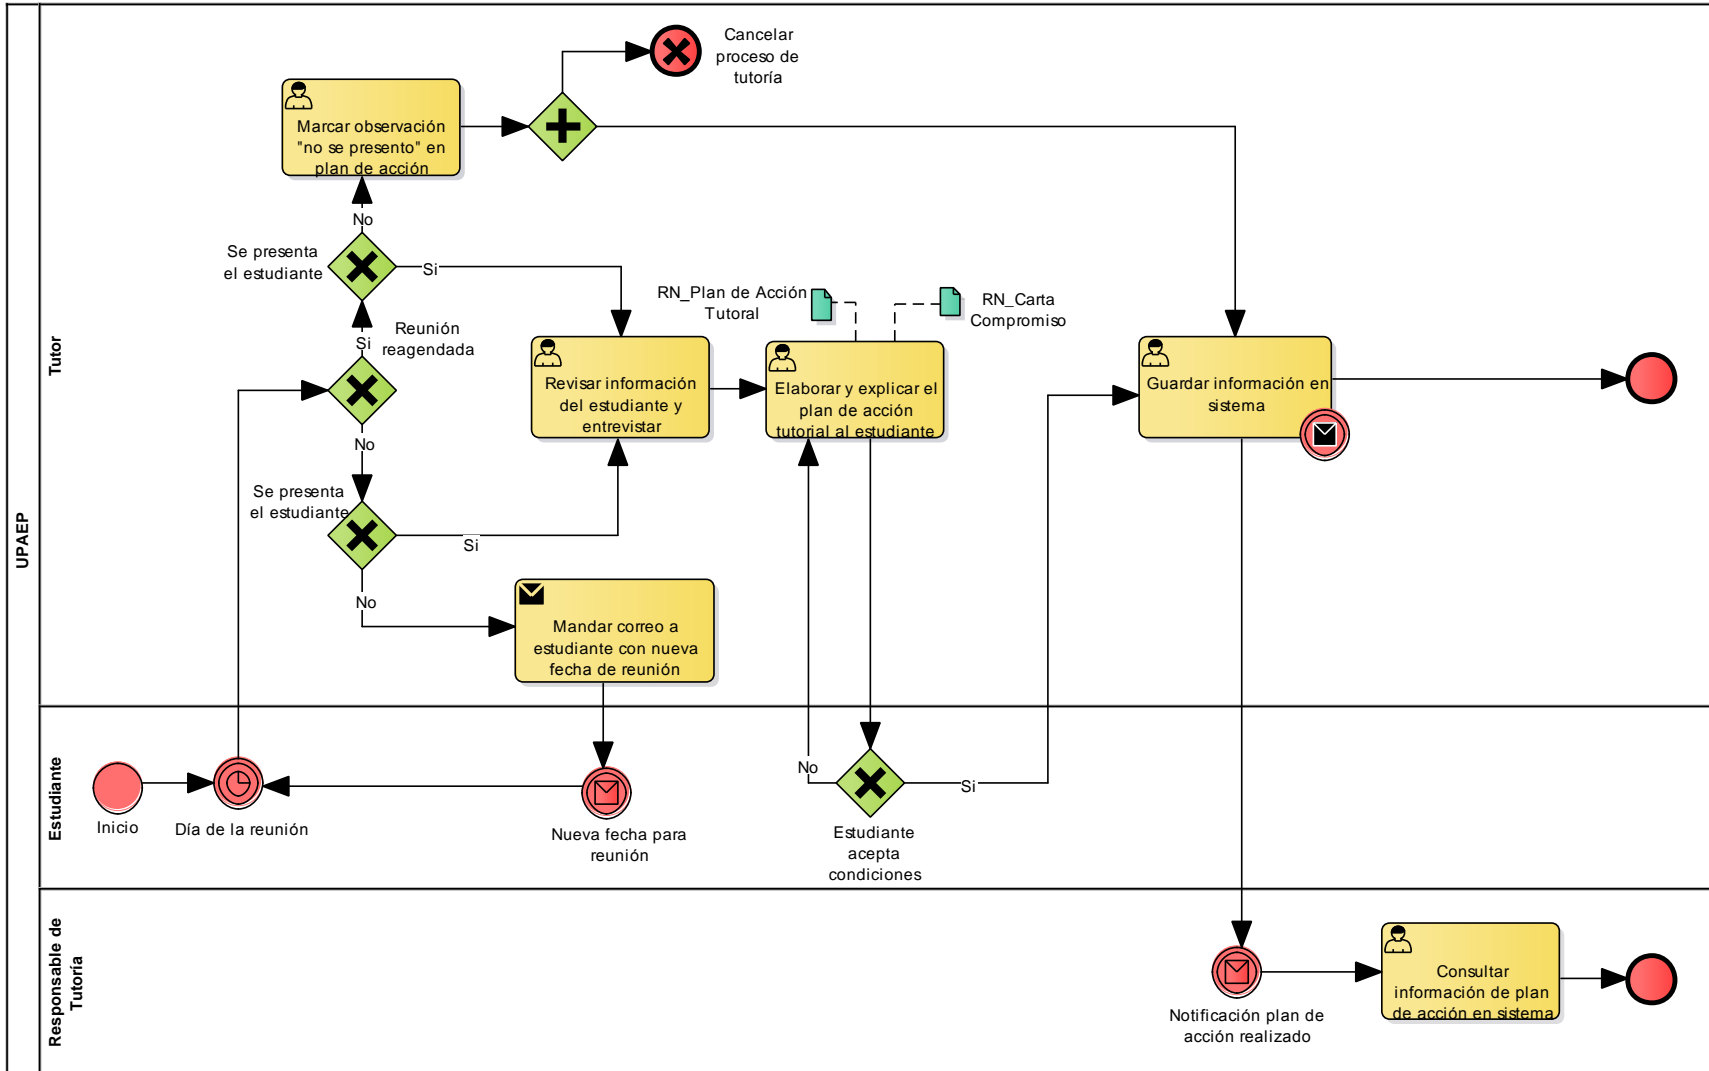 UPAEP
Tutor
Cancelar
proceso de
tutoría
Marcar observación
"no se presento" en
plan de acción
No
Se presenta
el estudiante
Si
Si
Reunión
reagendada
No
Se presenta
el estudiante
Si
No
Revisar información
del estudiante y
entrevistar
RN_Plan de Acción
Tutoral
RN_Carta
Compromiso
Elaborar y explicar el
plan de acción
tutorial al estudiante
Guardar información en
sistema
Mandar correo a
estudiante con nueva
fecha de reunión
Estudiante
Inicio
Día de la reunión
Nueva fecha para
reunión
No
Si
Estudiante
acepta
condiciones
Responsable de
Tutoría
Notificación plan de
acción realizado
Consultar
información de plan
de acción en sistema